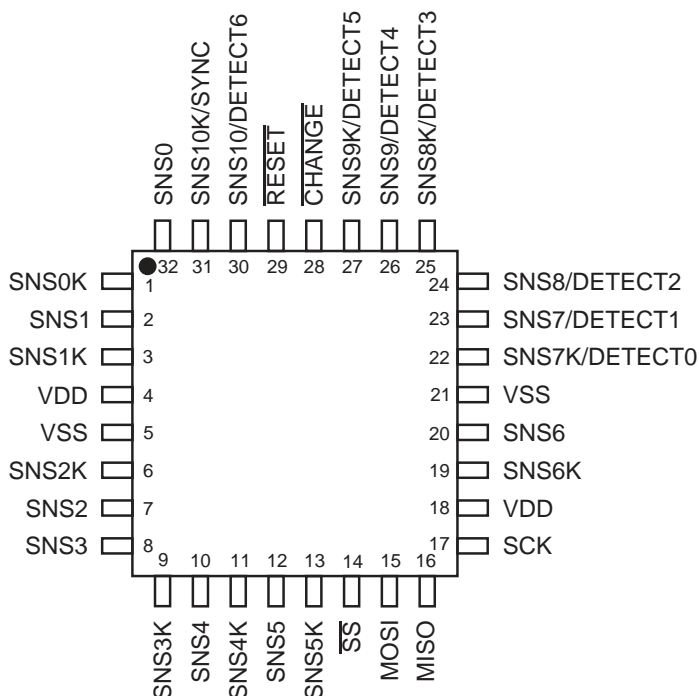 SNS0
SNS10K/SYNC
SNS10/DETECT6
RESET
CHANGE
SNS9K/DETECT5
SNS9/DETECT4
SNS8K/DETECT3
32 31 30 29 28 27 26 25
SNS0K 1
SNS1 2
SNS1K 3
VDD 4
VSS 5
SNS2K 6
SNS2 7
SNS3 8
24 SNS8/DETECT2
23 SNS7/DETECT1
22 SNS7K/DETECT0
21 VSS
20 SNS6
19 SNS6K
18 VDD
17 SCK
9 10 11 12 13 14 15 16
SNS3K
SNS4
SNS4K
SNS5
SNS5K
SS
MOSI
MISO